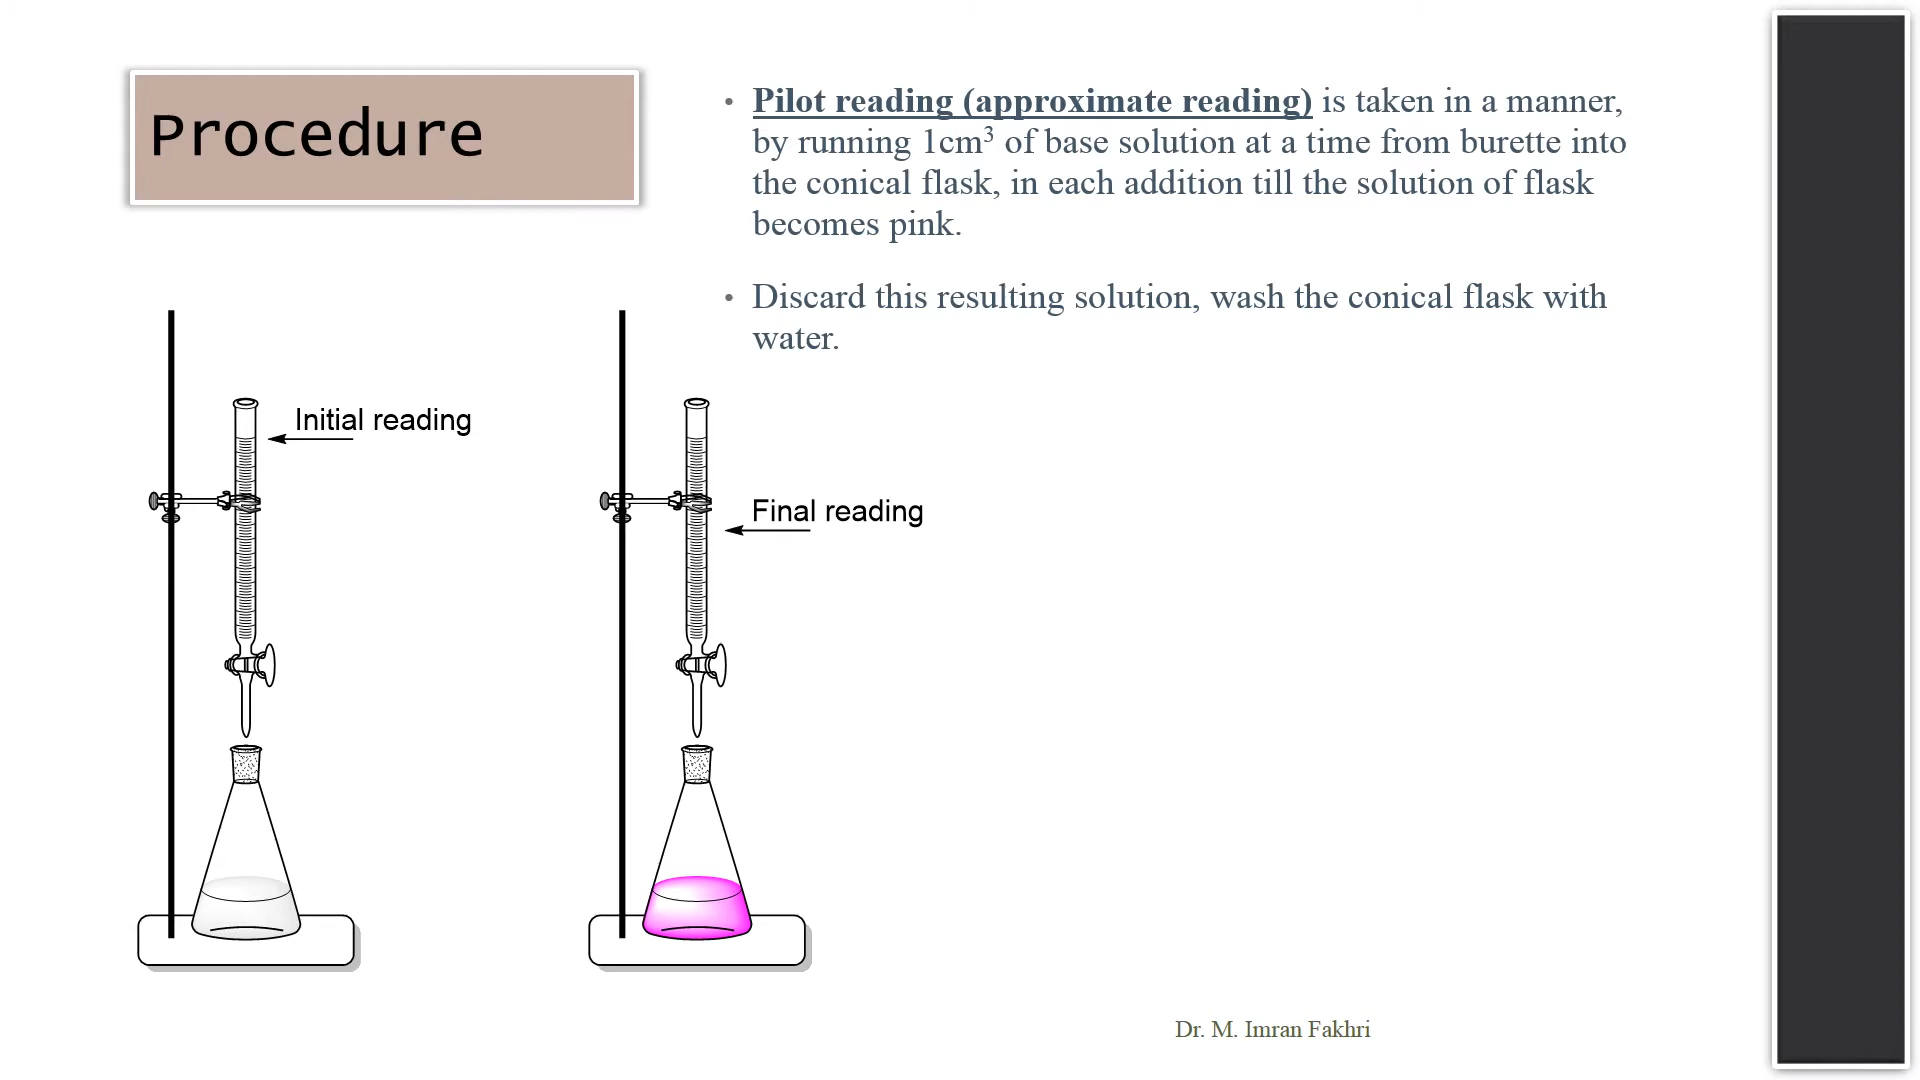 Procedure
• Pilot reading (approximate reading) is taken in a manner,
by running 1cm³ of base solution at a time from burette into
the conical flask, in each addition till the solution of flask
becomes pink.
• Discard this resulting solution, wash the conical flask with
water.
Initial reading
Final reading
Dr. M. Imran Fakhri